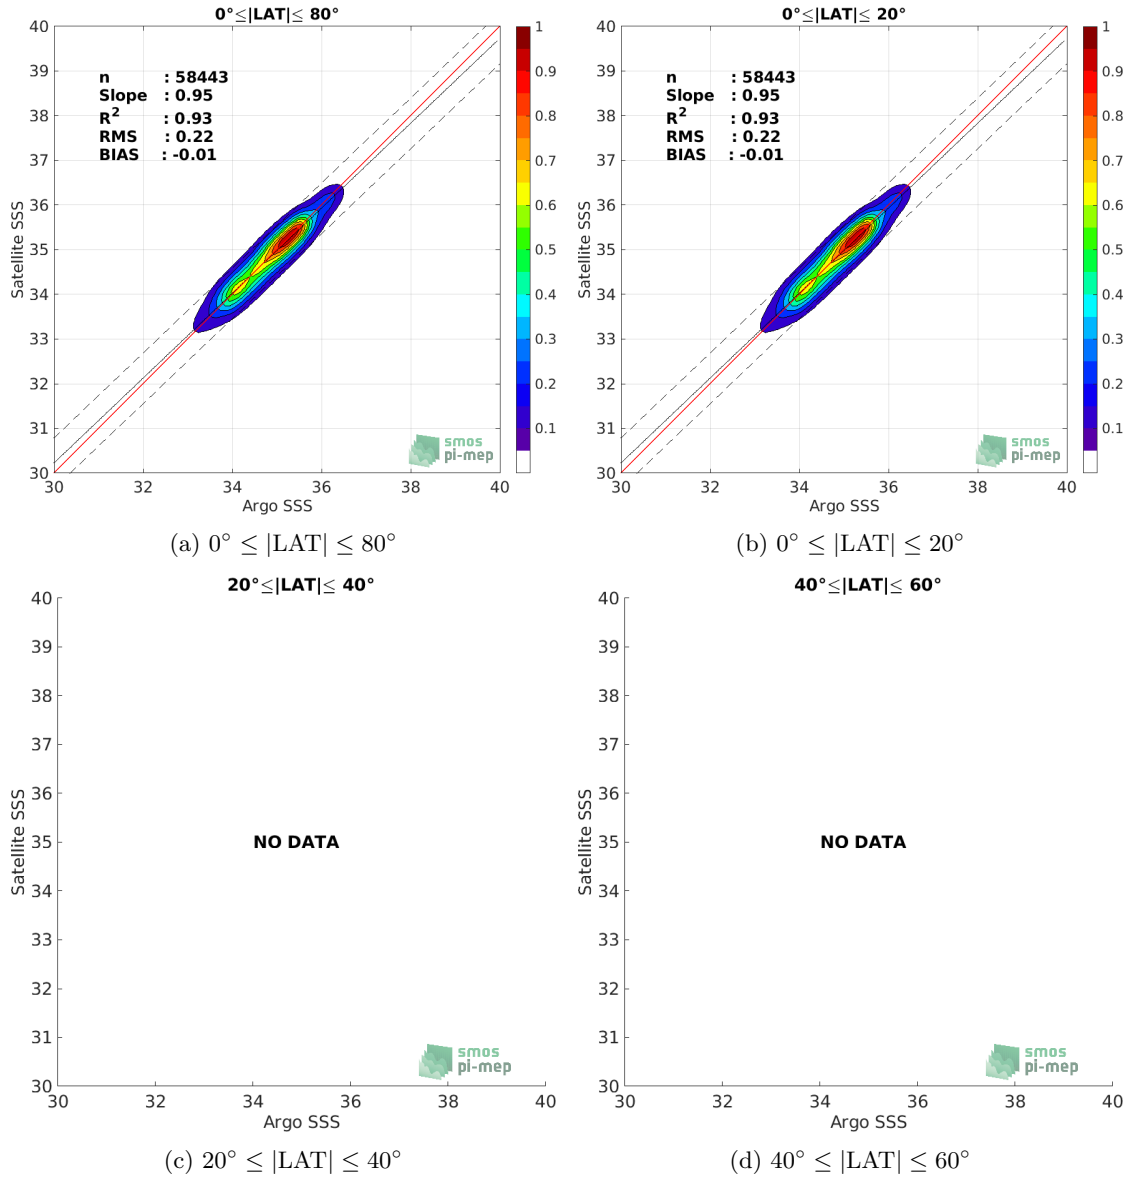 0°≤|LAT|≤ 80°
40
39
38
37
36
35
34
33
32
31
30
Satellite SSS
n : 58443
Slope : 0.95
R2 : 0.93
RMS : 0.22
BIAS : -0.01
smos
pi-mep
30 32 34 36 38 40
Argo SSS
1
0.9
0.8
0.7
0.6
0.5
0.4
0.3
0.2
0.1
(a) 0° ≤ |LAT| ≤ 80°
0°≤|LAT|≤ 20°
40
39
38
37
36
35
34
33
32
31
30
Satellite SSS
n : 58443
Slope : 0.95
R2 : 0.93
RMS : 0.22
BIAS : -0.01
smos
pi-mep
30 32 34 36 38 40
Argo SSS
1
0.9
0.8
0.7
0.6
0.5
0.4
0.3
0.2
0.1
(b) 0° ≤ |LAT| ≤ 20°
20°≤|LAT|≤ 40°
40
39
38
37
36
35
34
33
32
31
30
Satellite SSS
NO DATA
smos
pi-mep
30 32 34 36 38 40
Argo SSS
(c) 20° ≤ |LAT| ≤ 40°
40°≤|LAT|≤ 60°
40
39
38
37
36
35
34
33
32
31
30
Satellite SSS
NO DATA
smos
pi-mep
30 32 34 36 38 40
Argo SSS
(d) 40° ≤ |LAT| ≤ 60°